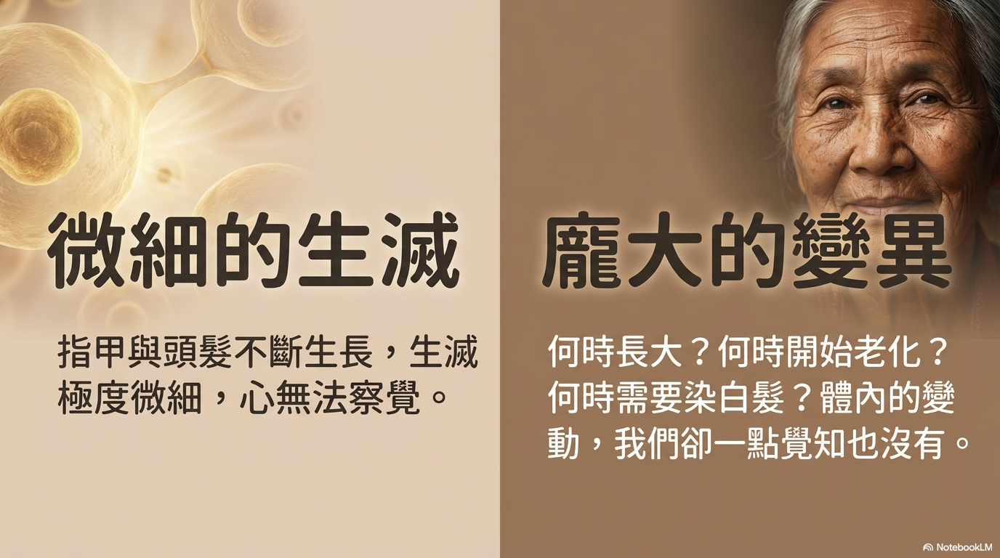 微細的生滅
指甲與頭髮不斷生長，生滅
極度微細，心無法察覺。
龐大的變異
何時長大？何時開始老化？
何時需要染白髮？體內的變
動，我們卻一點覺知也沒有。
NotebookLM